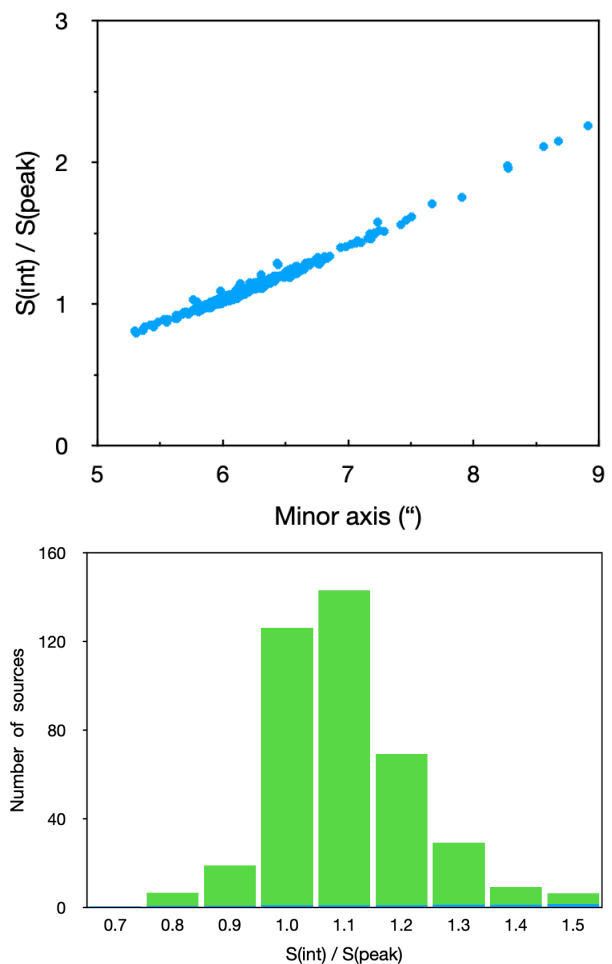 3
2
1
0
S(int) / S(peak)
5 6 7 8 9
Minor axis (“)
160
120
80
40
0
Number of sources
0.7 0.8 0.9 1.0 1.1 1.2 1.3 1.4 1.5
S(int) / S(peak)